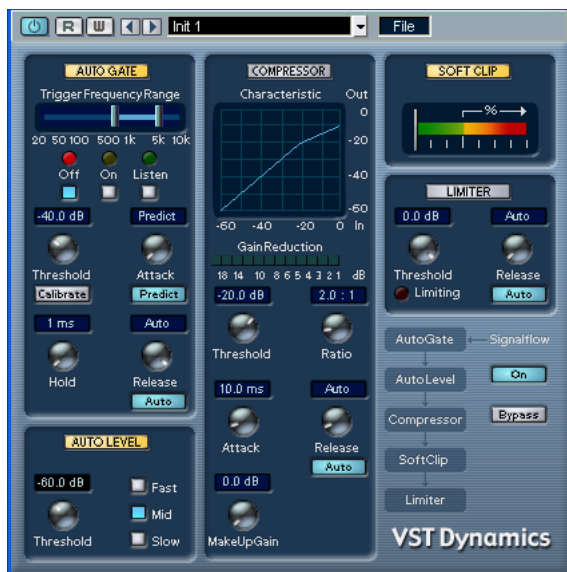 R W Init 1 File
AUTO GATE
Trigger Frequency Range
20 50 100 500 1k 5k 10k
Off On Listen
-40.0 dB Predict
Threshold Attack
Calibrate Predict
1 ms Auto
Hold Release
Auto
AUTO LEVEL
-60.0 dB
Fast
Mid
Threshold Slow
COMPRESSOR
Characteristic Out
0
-20
-40
-60
-60 -40 -20 0 In
Gain Reduction
18 14 10 8 6 5 4 3 2 1 dB
-20.0 dB 2.0 : 1
Threshold Ratio
10.0 ms Auto
Attack Release
Auto
0.0 dB
MakeUpGain
SOFT CLIP
%
LIMITER
0.0 dB Auto
Threshold Release
Limiting Auto
AutoGate Signalflow
AutoLevel On
Compressor Bypass
SoftClip
Limiter
VST Dynamics